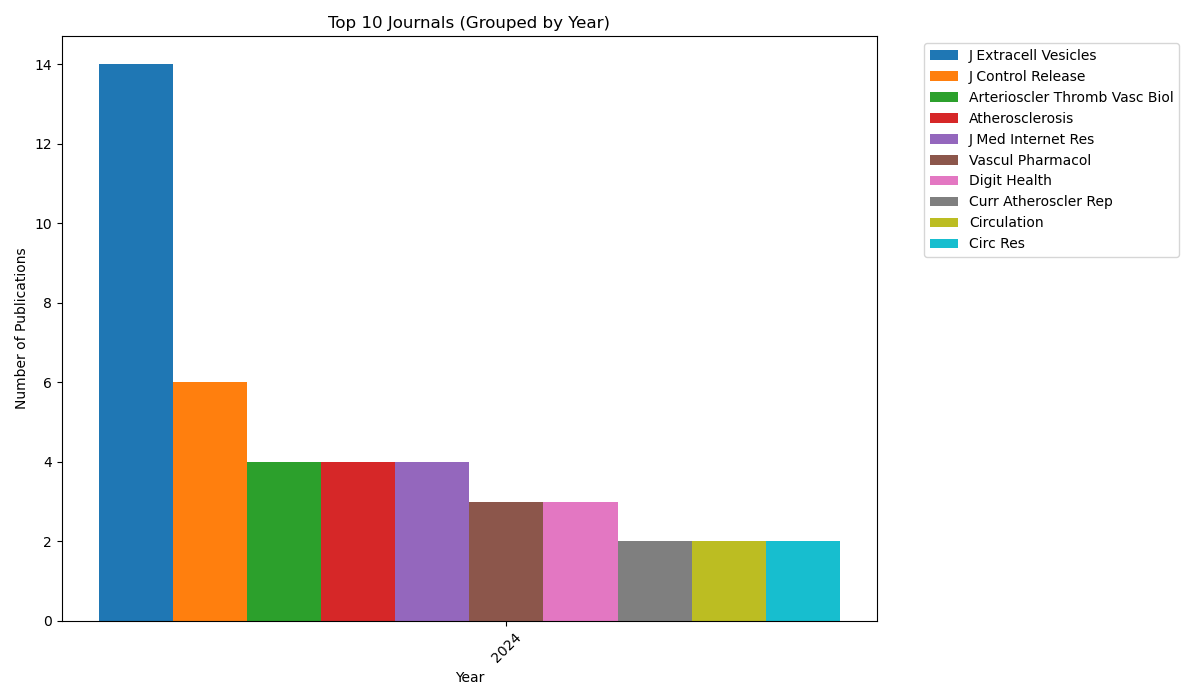 Top 10 Journals (Grouped by Year)
14
12
10
8
6
4
2
0
Number of Publications
2024
Year
J Extracell Vesicles
J Control Release
Arterioscler Thromb Vasc Biol
Atherosclerosis
J Med Internet Res
Vascul Pharmacol
Digit Health
Curr Atheroscler Rep
Circulation
Circ Res